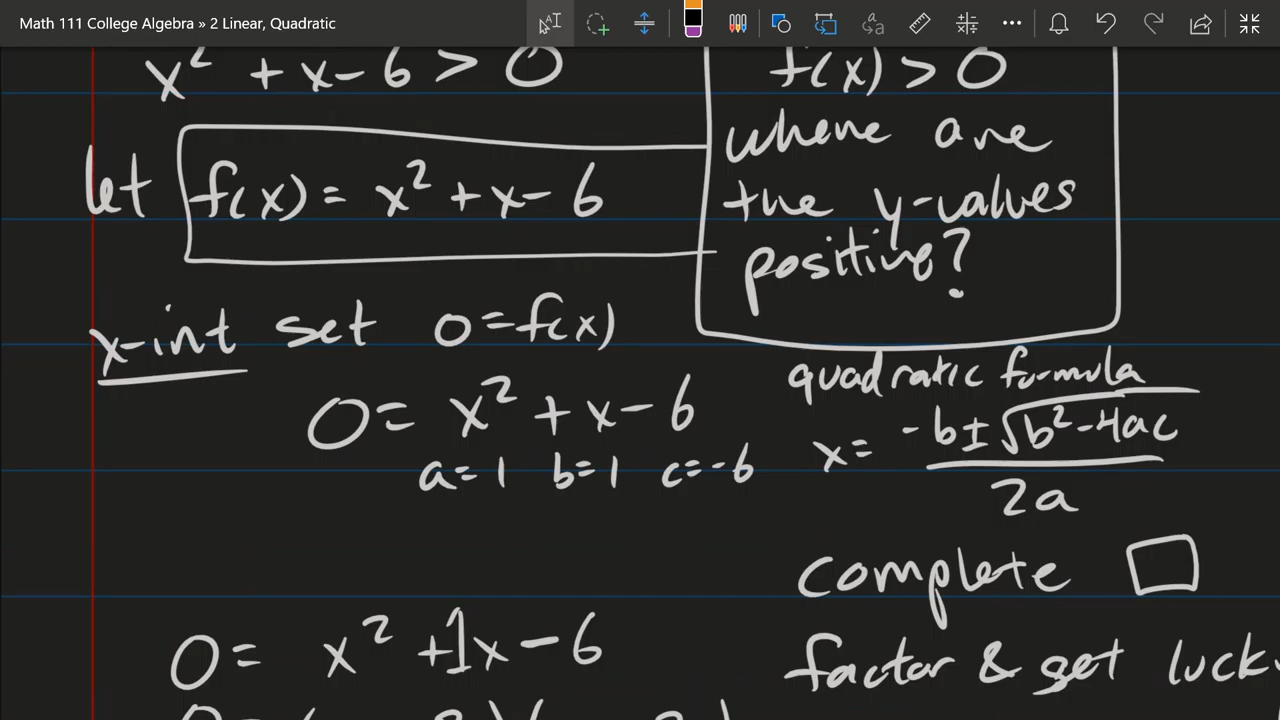 Math 111 College Algebra » 2 Linear, Quadratic
x² + x - 6 > 0
let f(x) = x² + x - 6
f(x) > 0
where are
the y-values
positive?
x-int set 0 = f(x)
0 = x² + x - 6
a = 1 b = 1 c = -6
quadratic formula
x = -b ± √b² - 4ac
2a
complete □
factor & get luck
0 = x² + 1x - 6